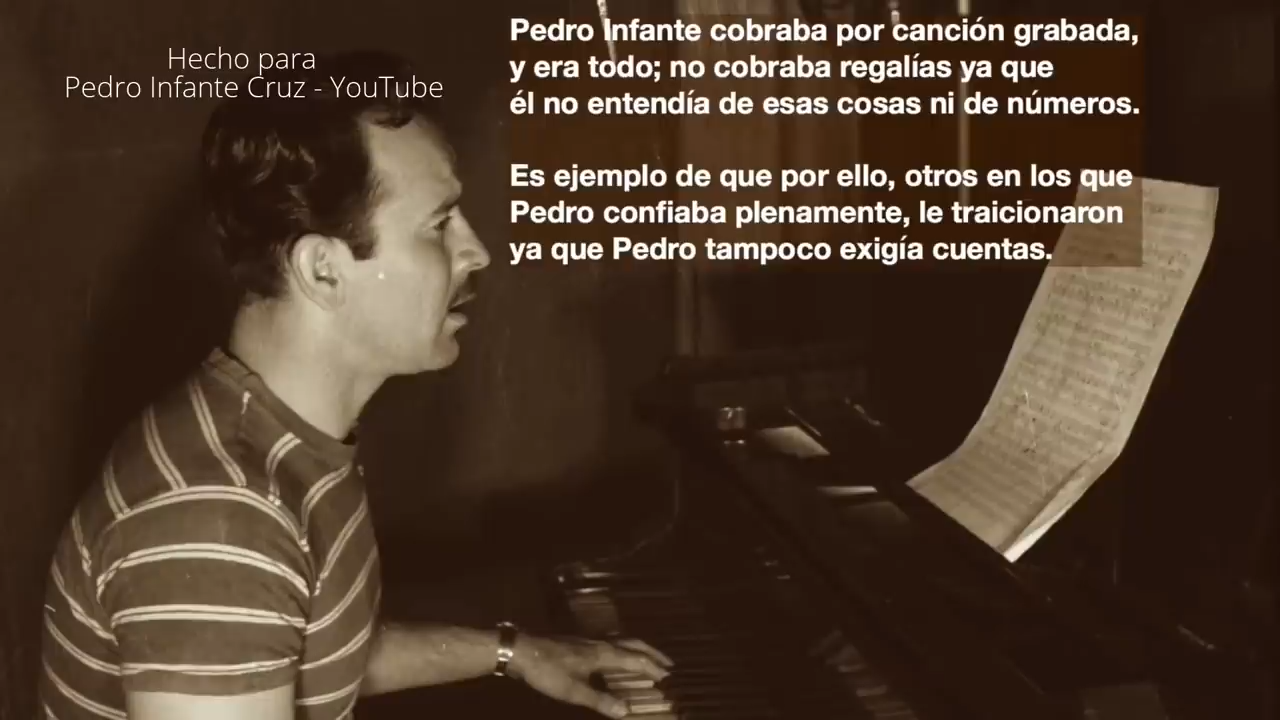 Hecho para
Pedro Infante Cruz - YouTube
Pedro Infante cobraba por canción grabada,
y era todo; no cobraba regalías ya que
él no entendía de esas cosas ni de números.
Es ejemplo de que por ello, otros en los que
Pedro confiaba plenamente, le traicionaron
ya que Pedro tampoco exigía cuentas.